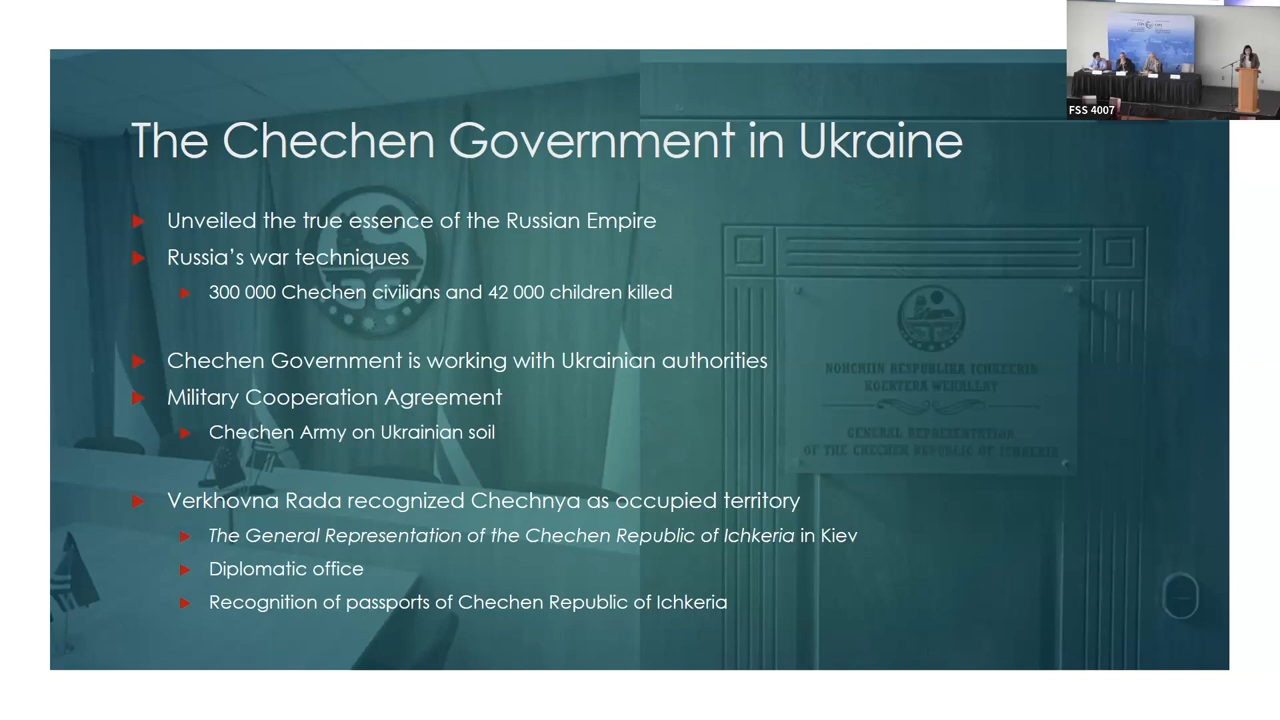 FSS 4007
The Chechen Government in Ukraine
Unveiled the true essence of the Russian Empire
Russia's war techniques
300 000 Chechen civilians and 42 000 children killed
Chechen Government is working with Ukrainian authorities
Military Cooperation Agreement
Chechen Army on Ukrainian soil
Verkhovna Rada recognized Chechnya as occupied territory
The General Representation of the Chechen Republic of Ichkeria in Kiev
Diplomatic office
Recognition of passports of Chechen Republic of Ichkeria
NOHCHIIN RESPUBLIKA ICHKERIIN
GENERAL REPRESENTATION
OF THE CHECHEN REPUBLIC OF ICHKERIA